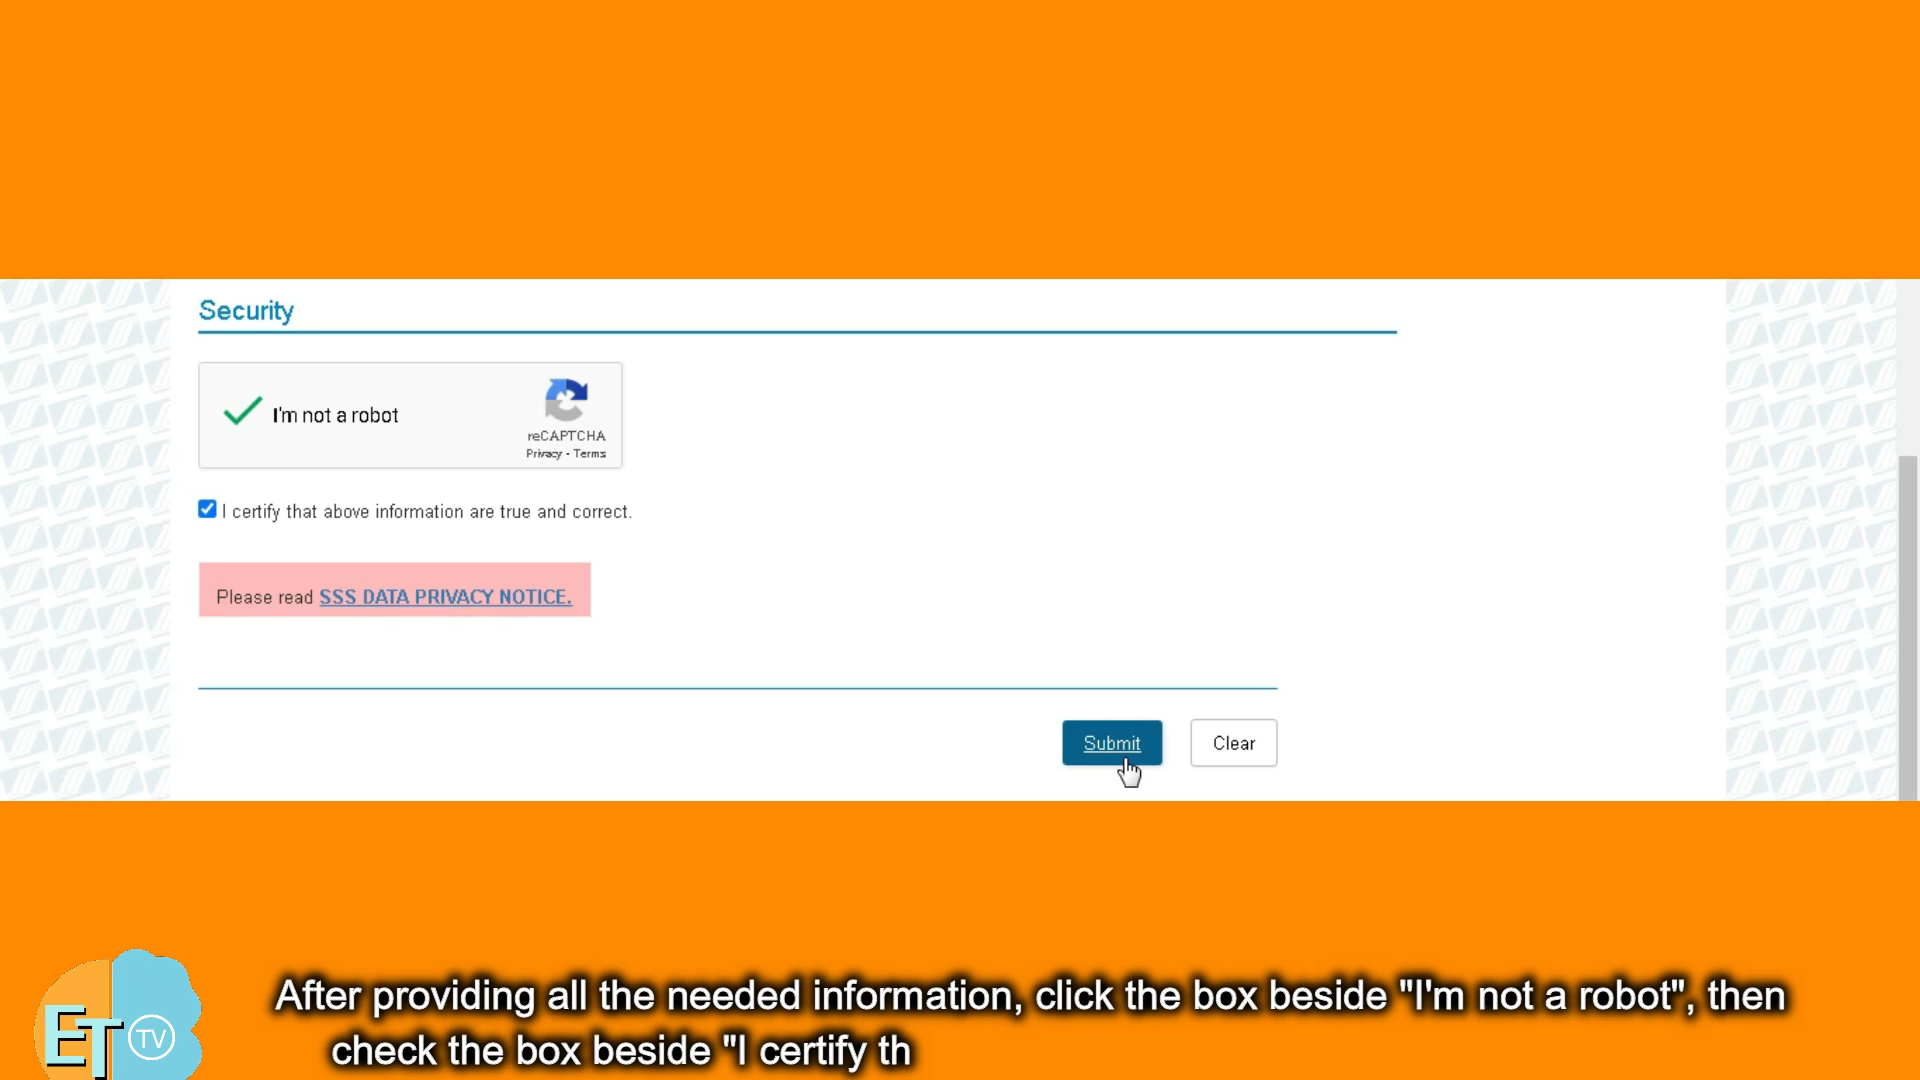 Security
I'm not a robot
reCAPTCHA
Privacy - Terms
I certify that above information are true and correct.
Please read SSS DATA PRIVACY NOTICE.
Submit
Clear
After providing all the needed information, click the box beside "I'm not a robot", then
check the box beside "I certify th
ET TV